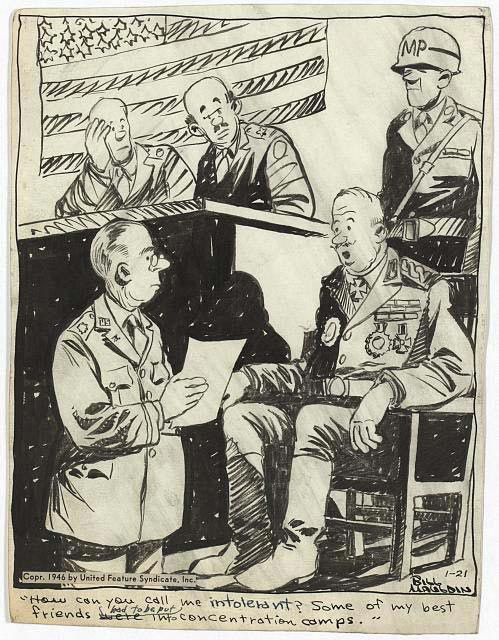 MP
Copr. 1946 by United Feature Syndicate, Inc.
1-21
BILL MAULDIN
"How can you call me intolerant? Some of my best
friends were had to be put into concentration camps."